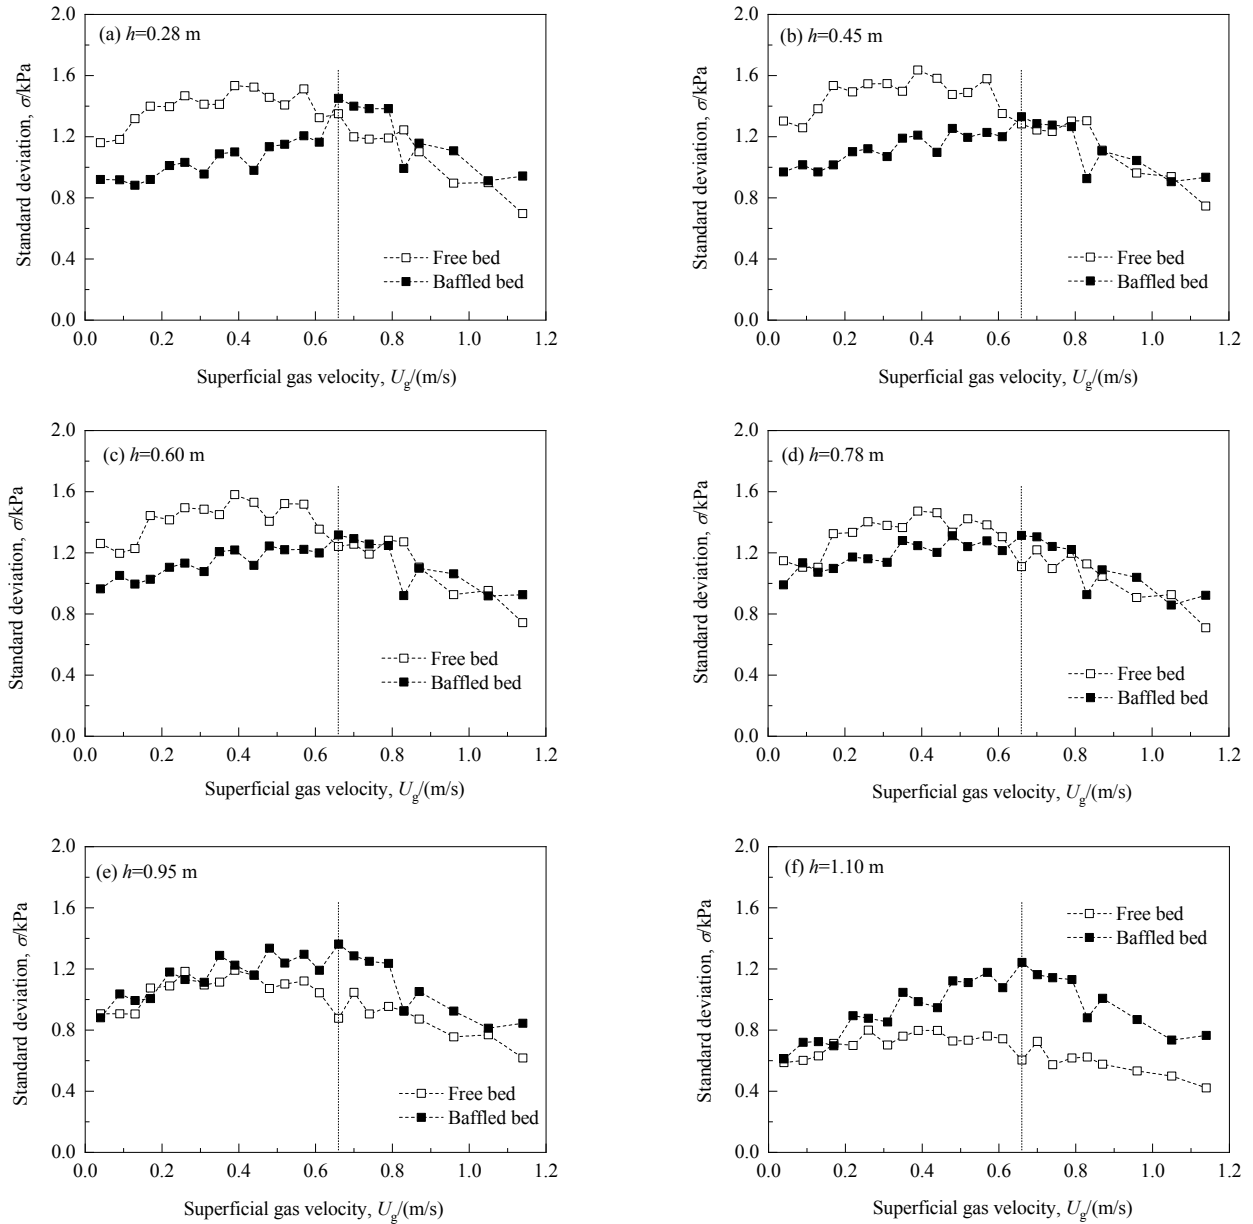 (a) h=0.28 m
Standard deviation, σ/kPa
2.0
1.6
1.2
0.8
0.4
0.0
Free bed
Baffled bed
0.0 0.2 0.4 0.6 0.8 1.0 1.2
Superficial gas velocity, Ug/(m/s)
(b) h=0.45 m
Standard deviation, σ/kPa
2.0
1.6
1.2
0.8
0.4
0.0
Free bed
Baffled bed
0.0 0.2 0.4 0.6 0.8 1.0 1.2
Superficial gas velocity, Ug/(m/s)
(c) h=0.60 m
Standard deviation, σ/kPa
2.0
1.6
1.2
0.8
0.4
0.0
Free bed
Baffled bed
0.0 0.2 0.4 0.6 0.8 1.0 1.2
Superficial gas velocity, Ug/(m/s)
(d) h=0.78 m
Standard deviation, σ/kPa
2.0
1.6
1.2
0.8
0.4
0.0
Free bed
Baffled bed
0.0 0.2 0.4 0.6 0.8 1.0 1.2
Superficial gas velocity, Ug/(m/s)
(e) h=0.95 m
Standard deviation, σ/kPa
2.0
1.6
1.2
0.8
0.4
0.0
Free bed
Baffled bed
0.0 0.2 0.4 0.6 0.8 1.0 1.2
Superficial gas velocity, Ug/(m/s)
(f) h=1.10 m
Standard deviation, σ/kPa
2.0
1.6
1.2
0.8
0.4
0.0
Free bed
Baffled bed
0.0 0.2 0.4 0.6 0.8 1.0 1.2
Superficial gas velocity, Ug/(m/s)